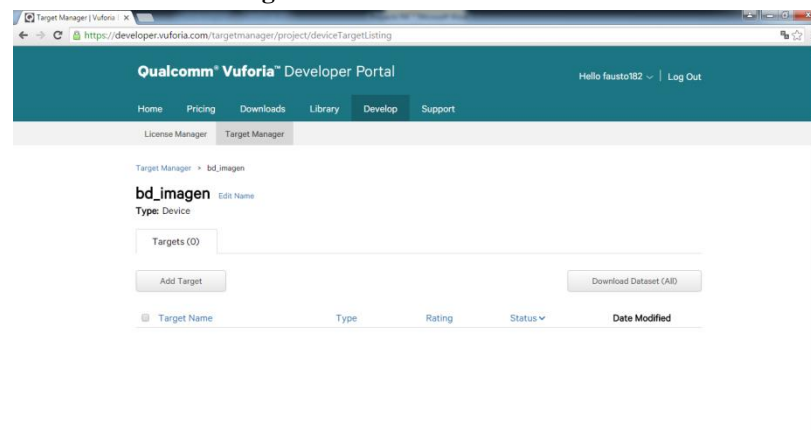 Target Manager | Vuforia
https://developer.vuforia.com/targetmanager/project/deviceTargetListing
Qualcomm® Vuforia™ Developer Portal
Hello fausto182 | Log Out
Home Pricing Downloads Library Develop Support
License Manager Target Manager
Target Manager > bd_imagen
bd_imagen Edit Name
Type: Device
Targets (0)
Add Target Download Dataset (All)
Target Name Type Rating Status Date Modified